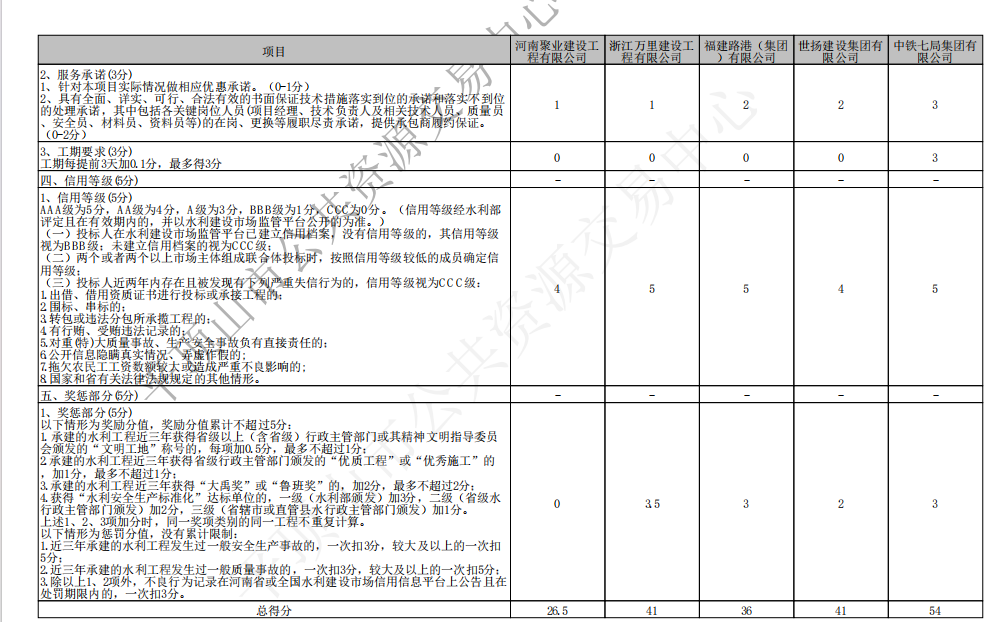 项目 河南聚业建设工程有限公司 浙江万里建设工程有限公司 福建路港（集团）有限公司 世扬建设集团有限公司 中铁七局集团有限公司
2、服务承诺(3分)
1、针对本项目实际情况做相应优惠承诺。（0-1分）
2、具有全面、详实、可行、合法有效的书面保证技术措施落实到位的承诺和落实不到位
的处理承诺，其中包括各关键岗位人员(项目经理、技术负责人及相关技术人员，质量员
、安全员、材料员、资料员等)的在岗、更换等履职尽责承诺，提供承包商履约保证。
（0-2分）
1 1 2 2 3
3、工期要求(3分)
工期每提前3天加0.1分，最多得3分
0 0 0 0 3
四、信用等级(5分) － － － － －
1、信用等级(5分)
AAA级为5分，AA级为4分，A级为3分，BBB级为1分，CCC为0分。（信用等级经水利部
评定且在有效期内的，并以水利建设市场监管平台公开的为准。）
（一）投标人在水利建设市场监管平台已建立信用档案，没有信用等级的，其信用等级
视为BBB级；未建立信用档案的视为CCC级；
（二）两个或者两个以上市场主体组成联合体投标时，按照信用等级较低的成员确定信
用等级；
（三）投标人近两年内存在且被发现有下列严重失信行为的，信用等级视为CCC级：
1.出借、借用资质证书进行投标或承接工程的；
2.围标、串标的；
3.转包或违法分包所承揽工程的；
4.有行贿、受贿违法记录的；
5.对重(特)大质量事故、生产安全事故负有直接责任的；
6.公开信息隐瞒真实情况、弄虚作假的；
7.拖欠农民工工资数额较大或造成严重不良影响的；
8.国家和省有关法律法规规定的其他情形。
4 5 5 4 5
五、奖惩部分(5分) － － － － －
1、奖惩部分(5分)
以下情形为奖励分值，奖励分值累计不超过5分：
1.承建的水利工程近三年获得省级以上（含省级）行政主管部门或其精神文明指导委员
会颁发的“文明工地”称号的，每项加0.5分，最多不超过1分；
2.承建的水利工程近三年获得省级行政主管部门颁发的“优质工程”或“优秀施工”的
，加1分，最多不超过1分；
3.承建的水利工程近三年获得“大禹奖”或“鲁班奖”的，加2分，最多不超过2分；
4.获得“水利安全生产标准化”达标单位的，一级（水利部颁发）加3分，二级（省级水
行政主管部门颁发）加2分，三级（省辖市或直管县水行政主管部门颁发）加1分。
上述1、2、3项加分时，同一奖项类别的同一工程不重复计算。
以下情形为惩罚分值，没有累计限制：
1.近三年承建的水利工程发生过一般安全生产事故的，一次扣3分，较大及以上的一次扣
5分；
2.近三年承建的水利工程发生过一般质量事故的，一次扣3分，较大及以上的一次扣5分；
3.除以上1、2项外，不良行为记录在河南省或全国水利建设市场信用信息平台上公告且在
处罚期限内的，一次扣3分。
0 3.5 3 2 3
总得分 26.5 41 36 41 54
平顶山市公共资源交易中心
平顶山市公共资源交易中心